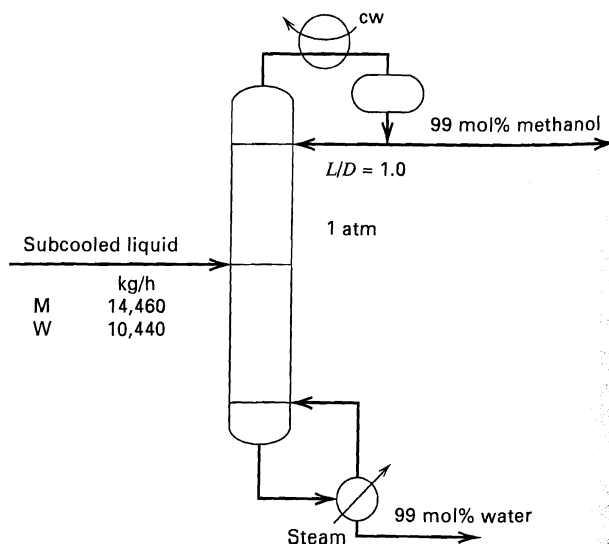 cw
99 mol% methanol
L/D = 1.0
1 atm
Subcooled liquid
kg/h
M 14,460
W 10,440
99 mol% water
Steam